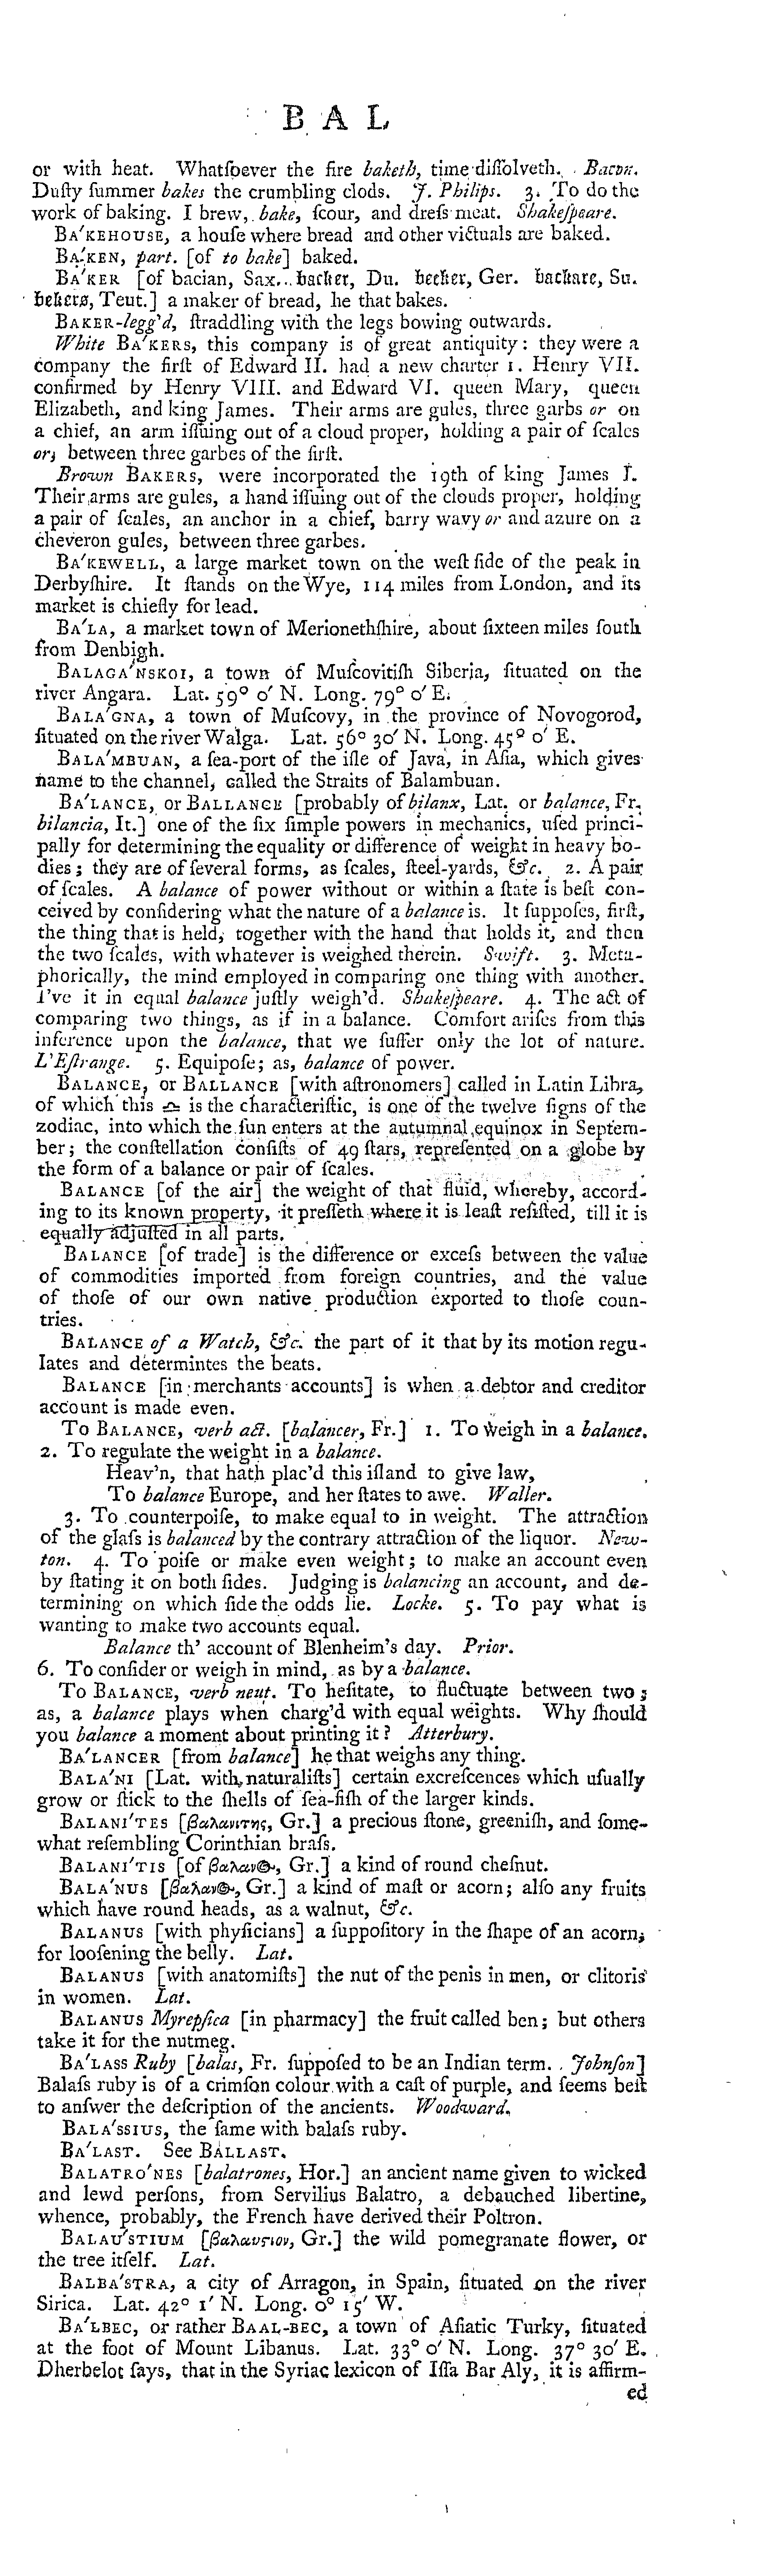 B A L
or with heat. Whatſoever the fire baketh, time diſſolveth. Bacon.
Duſty ſummer bakes the crumbling clods. J. Philips. 3. To do the
work of baking. I brew, bake, ſcour, and dreſs meat. Shakeſpeare.
BA′KEHOUSE, a houſe where bread and other victuals are baked.
BA′KEN, part. [of to bake] baked.
BA′KER [of bacian, Sax. backer, Du. becker, Ger. backare, Su.
bekers, Teut.] a maker of bread, he that bakes.
BAKER-legg'd, ſtraddling with the legs bowing outwards.
White BA′KERS, this company is of great antiquity: they were a
company the firſt of Edward II. had a new charter 1. Henry VII.
confirmed by Henry VIII. and Edward VI. queen Mary, queen
Elizabeth, and king James. Their arms are gules, three garbs or on
a chief, an arm iſſuing out of a cloud proper, holding a pair of ſcales
or, between three garbes of the firſt.
Brown BAKERS, were incorporated the 19th of king James I.
Their arms are gules, a hand iſſuing out of the clouds proper, holding
a pair of ſcales, an anchor in a chief, barry wavy or and azure on a
cheveron gules, between three garbes.
BA′KEWELL, a large market town on the weſt ſide of the peak in
Derbyſhire. It ſtands on the Wye, 114 miles from London, and its
market is chiefly for lead.
BA′LA, a market town of Merionethſhire, about ſixteen miles ſouth
from Denbigh.
BALAGA′NSKOI, a town of Muſcovitiſh Siberia, ſituated on the
river Angara. Lat. 59° 0′ N. Long. 79° 0′ E.
BALA′GNA, a town of Muſcovy, in the province of Novogorod,
ſituated on the river Walga. Lat. 56° 30′ N. Long. 45° 0′ E.
BALA′MBUAN, a ſea-port of the iſle of Java, in Aſia, which gives
name to the channel, called the Straits of Balambuan.
BA′LANCE, or BALLANCE [probably of bilanx, Lat. or balance, Fr.
bilancia, It.] one of the ſix ſimple powers in mechanics, uſed princi-
pally for determining the equality or difference of weight in heavy bo-
dies; they are of ſeveral forms, as ſcales, ſteel-yards, &c. 2. A pair
of ſcales. A balance of power without or within a ſtate is beſt con-
ceived by conſidering what the nature of a balance is. It ſuppoſes, firſt,
the thing that is held, together with the hand that holds it, and then
the two ſcales, with whatever is weighed therein. Swift. 3. Meta-
phorically, the mind employed in comparing one thing with another.
I've it in equal balance juſtly weigh'd. Shakeſpeare. 4. The act of
comparing two things, as if in a balance. Comfort ariſes from this
inference upon the balance, that we ſuffer only the lot of nature.
L'Eſtrange. 5. Equipoſe; as, balance of power.
BALANCE, or BALLANCE [with aſtronomers] called in Latin Libra,
of which this ♎ is the characteriſtic, is one of the twelve ſigns of the
zodiac, into which the ſun enters at the autumnal equinox in Septem-
ber; the conſtellation conſiſts of 49 ſtars, repreſented on a globe by
the form of a balance or pair of ſcales.
BALANCE [of the air] the weight of that fluid, whereby, accord-
ing to its known property, it preſſeth where it is leaſt reſiſted, till it is
equally adjuſted in all parts.
BALANCE [of trade] is the difference or exceſs between the value
of commodities imported from foreign countries, and the value
of thoſe of our own native production exported to thoſe coun-
tries.
BALANCE of a Watch, &c. the part of it that by its motion regu-
lates and determintes the beats.
BALANCE [in merchants accounts] is when a debtor and creditor
account is made even.
To BALANCE, verb act. [balancer, Fr.] 1. To weigh in a balance.
2. To regulate the weight in a balance.
Heav'n, that hath plac'd this iſland to give law,
To balance Europe, and her ſtates to awe. Waller.
3. To counterpoiſe, to make equal to in weight. The attraction
of the glaſs is balanced by the contrary attraction of the liquor. New-
ton. 4. To poiſe or make even weight; to make an account even
by ſtating it on both ſides. Judging is balancing an account, and de-
termining on which ſide the odds lie. Locke. 5. To pay what is
wanting to make two accounts equal.
Balance th' account of Blenheim's day. Prior.
6. To conſider or weigh in mind, as by a balance.
To BALANCE, verb neut. To heſitate, to fluctuate between two;
as, a balance plays when charg'd with equal weights. Why ſhould
you balance a moment about printing it? Atterbury.
BA′LANCER [from balance] he that weighs any thing.
BALA′NI [Lat. with naturaliſts] certain excreſcences which uſually
grow or ſtick to the ſhells of ſea-fiſh of the larger kinds.
BALANI′TES [βαλανιτης, Gr.] a precious ſtone, greeniſh, and ſome-
what reſembling Corinthian braſs.
BALANI′TIS [of βαλανος, Gr.] a kind of round cheſnut.
BALA′NUS [βαλανος, Gr.] a kind of maſt or acorn; alſo any fruits
which have round heads, as a walnut, &c.
BALANUS [with phyſicians] a ſuppoſitory in the ſhape of an acorn,
for looſening the belly. Lat.
BALANUS [with anatomiſts] the nut of the penis in men, or clitoris
in women. Lat.
BALANUS Myrepſica [in pharmacy] the fruit called ben; but others
take it for the nutmeg.
BA′LASS Ruby [balas, Fr. ſuppoſed to be an Indian term. Johnſon]
Balaſs ruby is of a crimſon colour with a caſt of purple, and ſeems beſt
to anſwer the deſcription of the ancients. Woodward.
BALA′SSIUS, the ſame with balaſs ruby.
BA′LAST. See BALLAST.
BALATRO′NES [balatrones, Hor.] an ancient name given to wicked
and lewd perſons, from Servilius Balatro, a debauched libertine,
whence, probably, the French have derived their Poltron.
BALAU′STIUM [βαλαυϛιον, Gr.] the wild pomegranate flower, or
the tree itſelf. Lat.
BALBA′STRA, a city of Arragon, in Spain, ſituated on the river
Sirica. Lat. 42° 1′ N. Long. 0° 15′ W.
BA′LBEC, or rather BAAL-BEC, a town of Aſiatic Turky, ſituated
at the foot of Mount Libanus. Lat. 33° 0′ N. Long. 37° 30′ E.
Dherbelot ſays, that in the Syriac lexicon of Iſſa Bar Aly, it is affirm-
ed